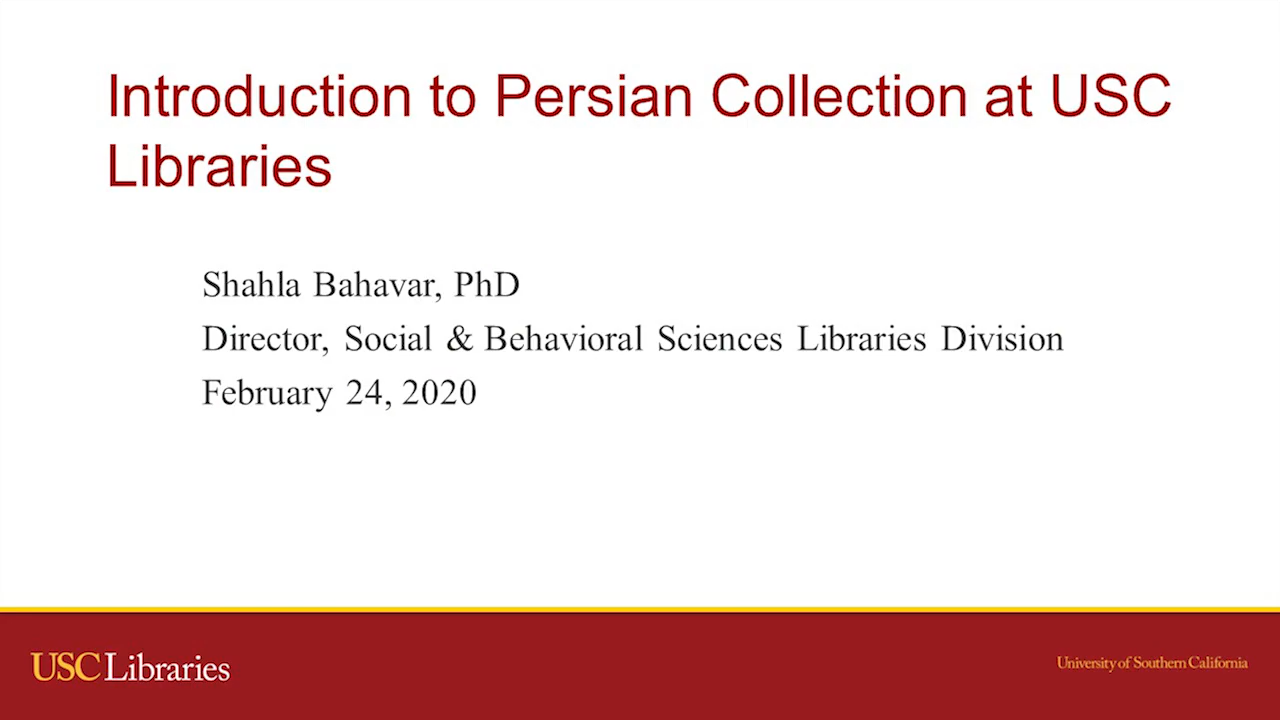 Introduction to Persian Collection at USC
Libraries
Shahla Bahavar, PhD
Director, Social & Behavioral Sciences Libraries Division
February 24, 2020
USC Libraries
University of Southern California